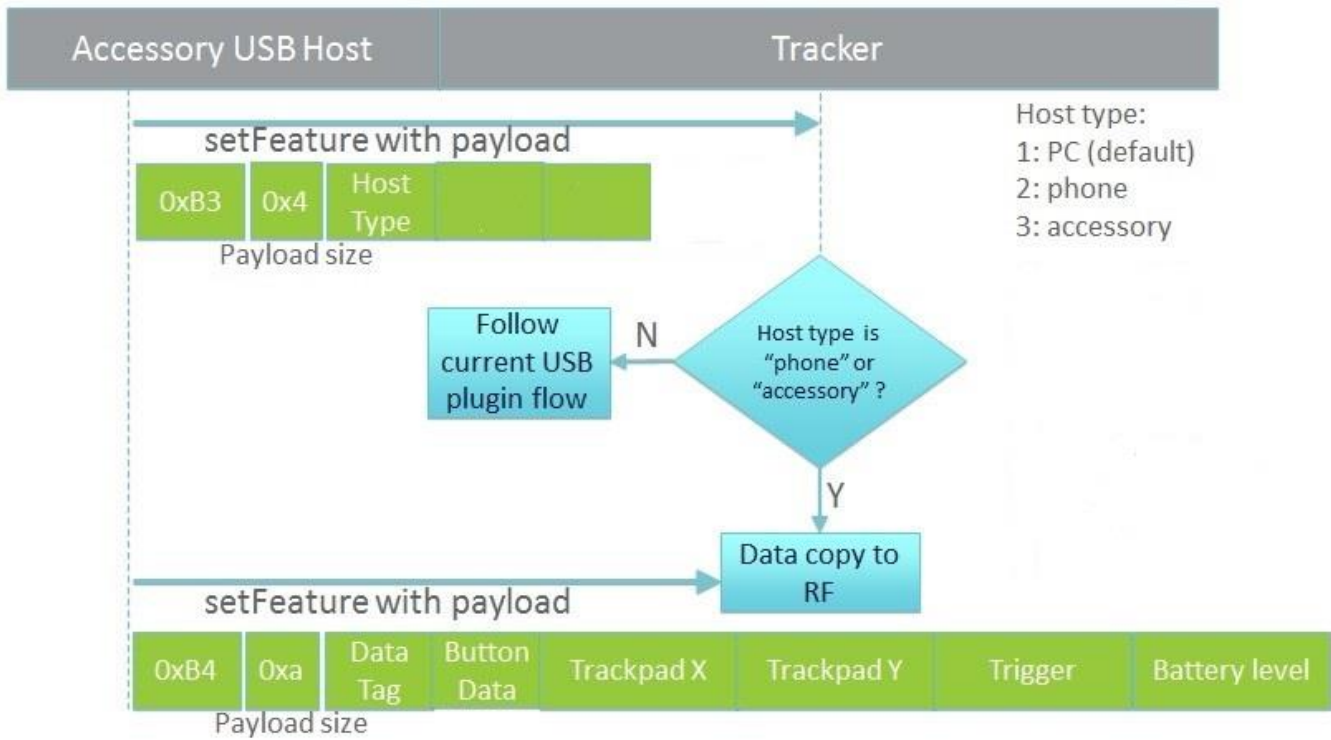 Accessory USB Host
Tracker
setFeature with payload
Host type:
1: PC (default)
2: phone
3: accessory
0xB3
0x4
Host
Type
Payload size
Follow
current USB
plugin flow
N
Host type is
"phone" or
"accessory" ?
Y
Data copy to
RF
setFeature with payload
0xB4
0xa
Data
Tag
Button
Data
Trackpad X
Trackpad Y
Trigger
Battery level
Payload size